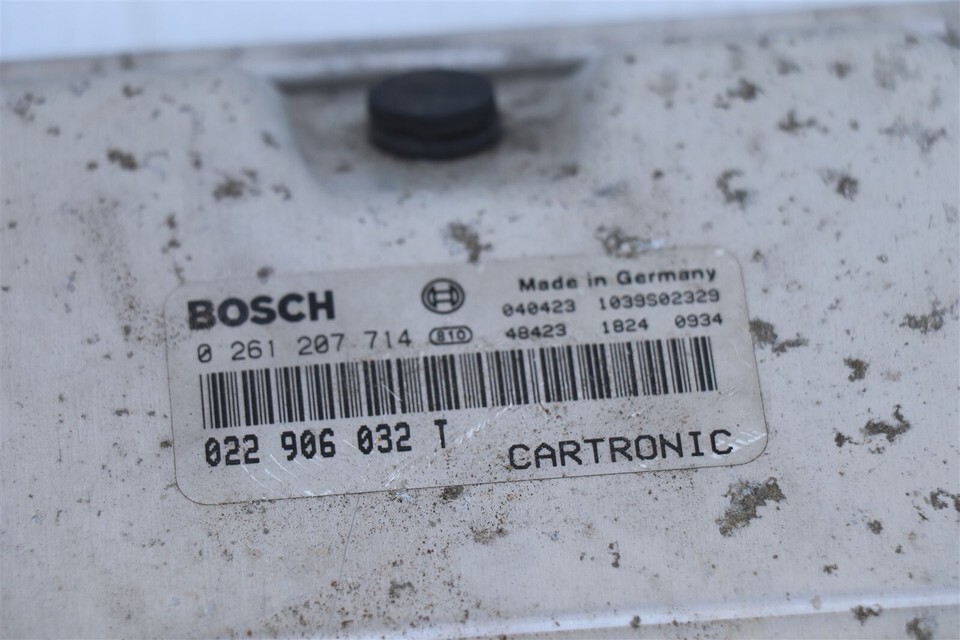 BOSCH
Made in Germany
040423 1039S02329
0 261 207 714 810 48423 1824 0934
022 906 032 T
CARTRONIC